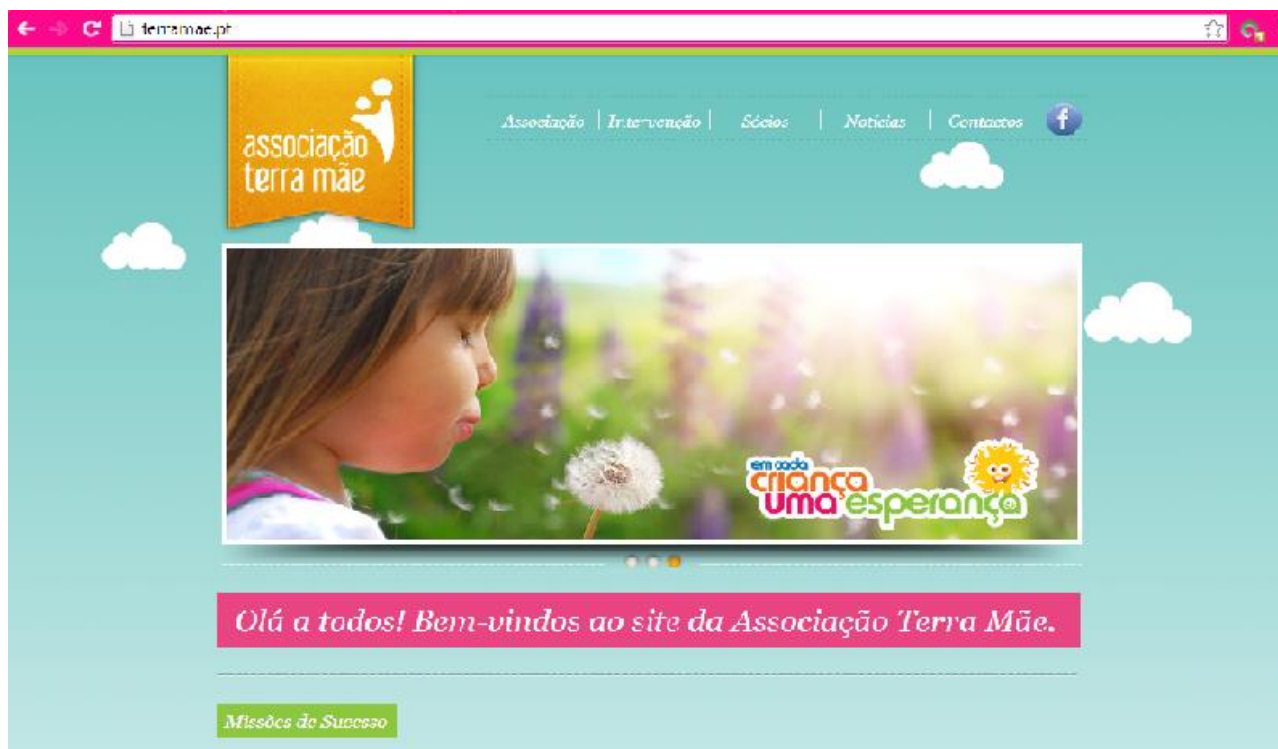 terramae.pt
associação
terra mãe
Associação | Intervenção | Sócios | Notícias | Contactos f
em cada
criança
uma esperança
Olá a todos! Bem-vindos ao site da Associação Terra Mãe.
Missões de Sucesso